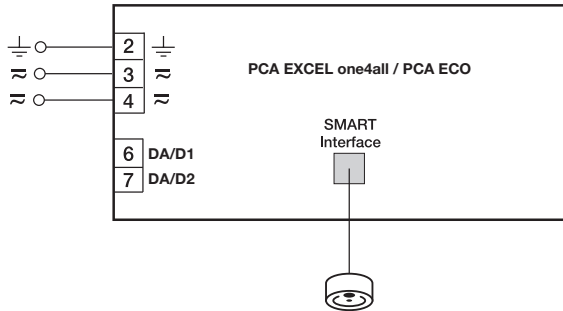 2
3
PCA EXCEL one4all / PCA ECO
4
SMART
Interface
6 DA/D1
7 DA/D2